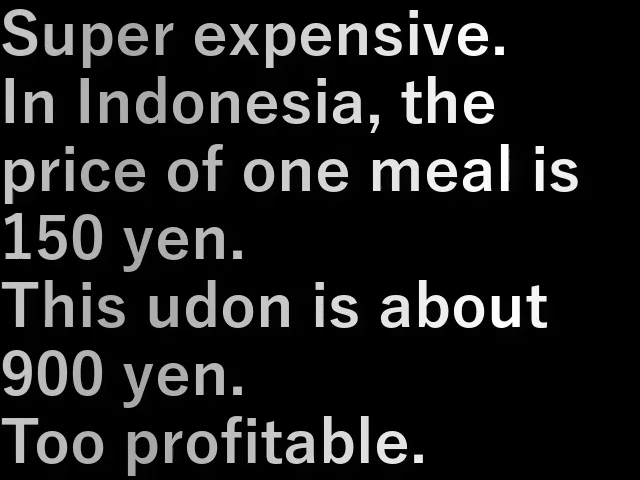 Super expensive.
In Indonesia, the
price of one meal is
150 yen.
This udon is about
900 yen.
Too profitable.